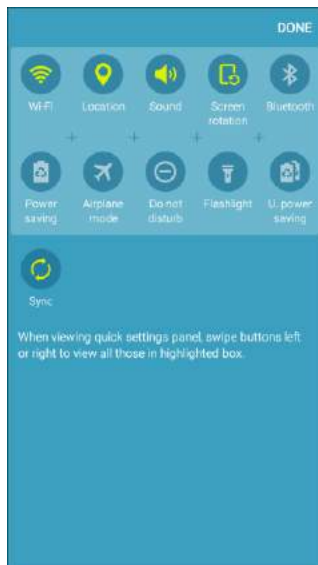 DONE
Wi-Fi Location Sound Screen rotation Bluetooth
Power saving Airplane mode Do not disturb Flashlight U. power saving
Sync
When viewing quick settings panel, swipe buttons left
or right to view all those in highlighted box.